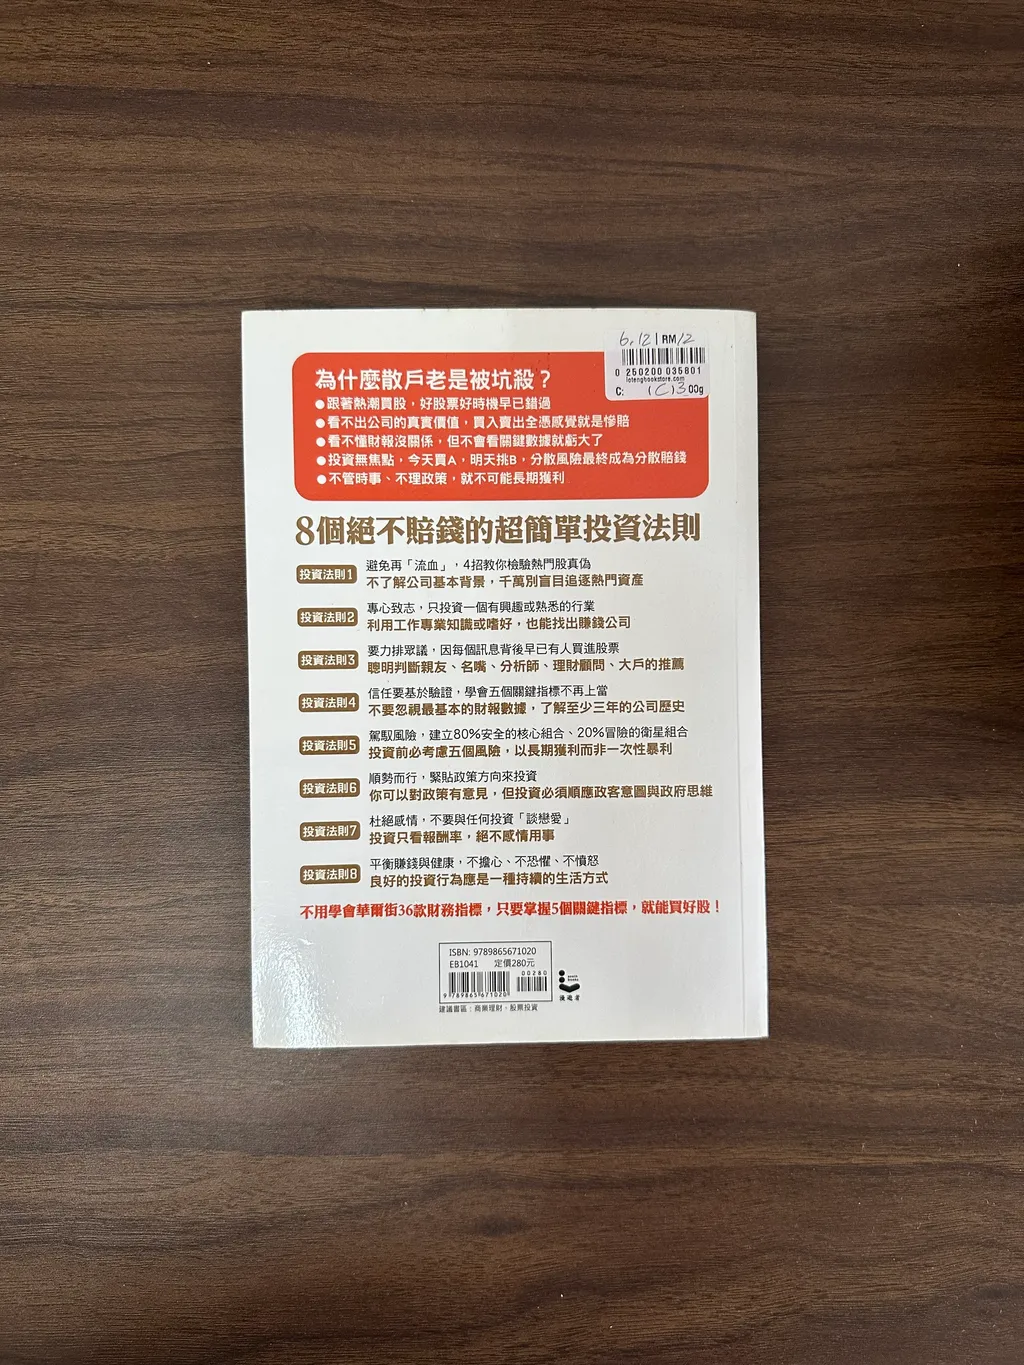 6.12 | RM/12
0 250200 035801
lotengbookstore.com
C: 00g
為什麼散戶老是被坑殺？
●跟著熱潮買股，好股票好時機早已錯過
●看不出公司的真實價值，買入賣出全憑感覺就是慘賠
●看不懂財報沒關係，但不會看關鍵數據就虧大了
●投資無焦點，今天買A，明天挑B，分散風險最終成為分散賠錢
●不管時事、不理政策，就不可能長期獲利
8個絕不賠錢的超簡單投資法則
投資法則1 避免再「流血」，4招教你檢驗熱門股真偽
不了解公司基本背景，千萬別盲目追逐熱門資產
投資法則2 專心致志，只投資一個有興趣或熟悉的行業
利用工作專業知識或嗜好，也能找出賺錢公司
投資法則3 要力排眾議，因每個訊息背後早已有人買進股票
聰明判斷親友、名嘴、分析師、理財顧問、大戶的推薦
投資法則4 信任要基於驗證，學會五個關鍵指標不再上當
不要忽視最基本的財報數據，了解至少三年的公司歷史
投資法則5 駕馭風險，建立80%安全的核心組合、20%冒險的衛星組合
投資前必考慮五個風險，以長期獲利而非一次性暴利
投資法則6 順勢而行，緊貼政策方向來投資
你可以對政策有意見，但投資必須順應政客意圖與政府思維
投資法則7 杜絕感情，不要與任何投資「談戀愛」
投資只看報酬率，絕不感情用事
投資法則8 平衡賺錢與健康，不擔心、不恐懼、不憤怒
良好的投資行為應是一種持續的生活方式
不用學會華爾街36款財務指標，只要掌握5個關鍵指標，就能買好股！
ISBN: 9789865671020
EB1041 定價280元
00280
9 789865 671020
漫遊者
建議書區：商業理財、股票投資